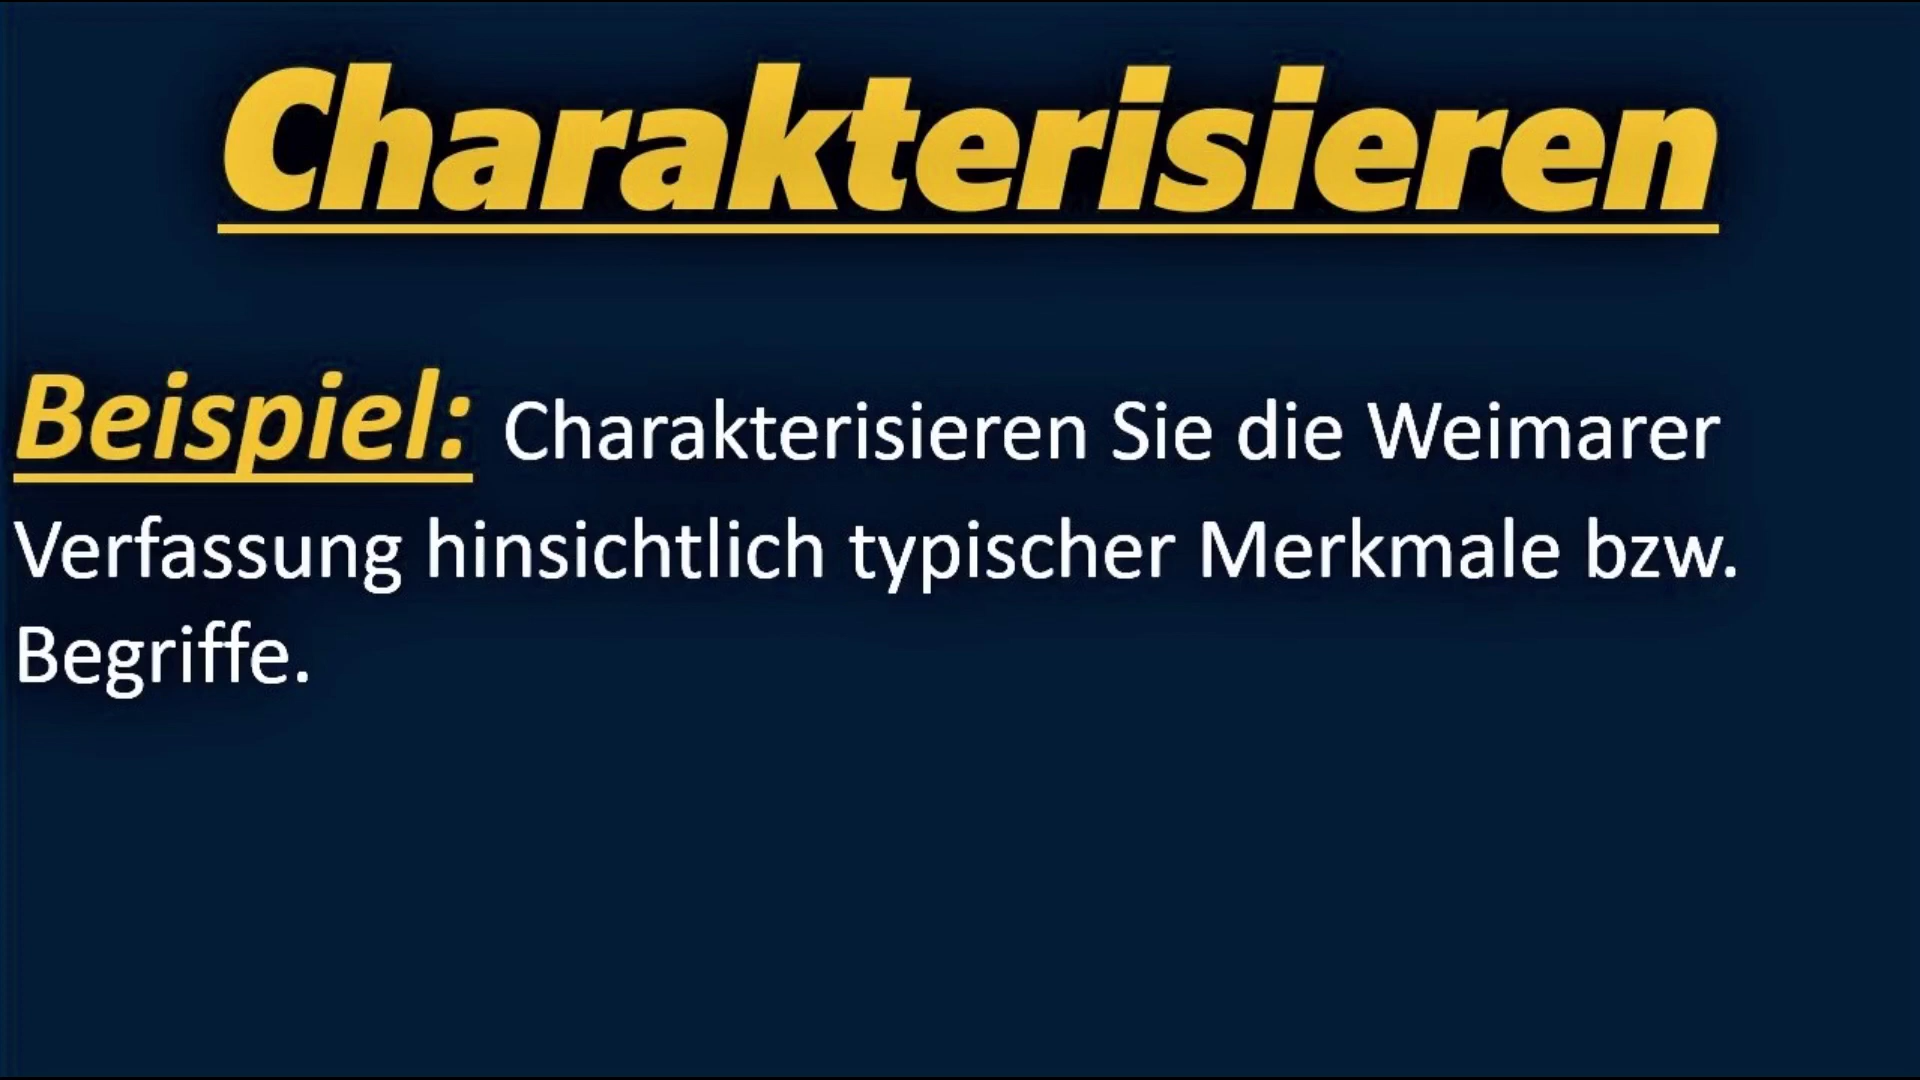 Charakterisieren
Beispiel: Charakterisieren Sie die Weimarer
Verfassung hinsichtlich typischer Merkmale bzw.
Begriffe.